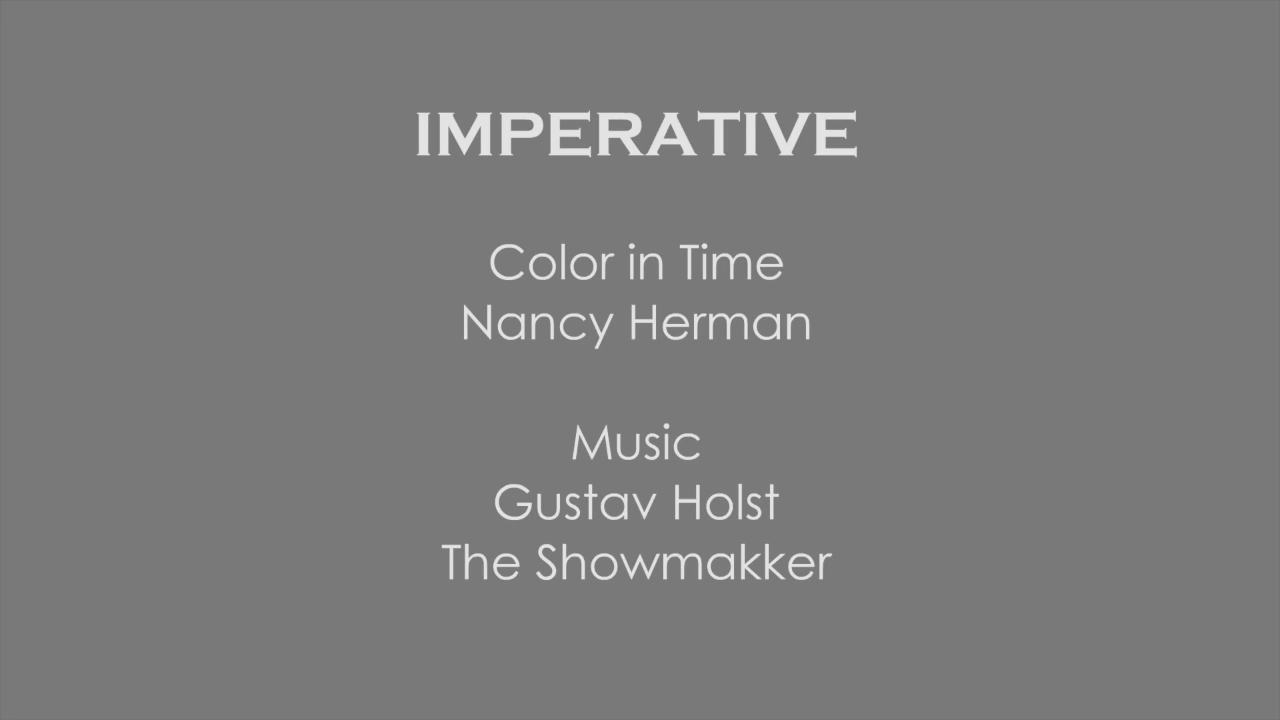 IMPERATIVE
Color in Time
Nancy Herman
Music
Gustav Holst
The Showmakker